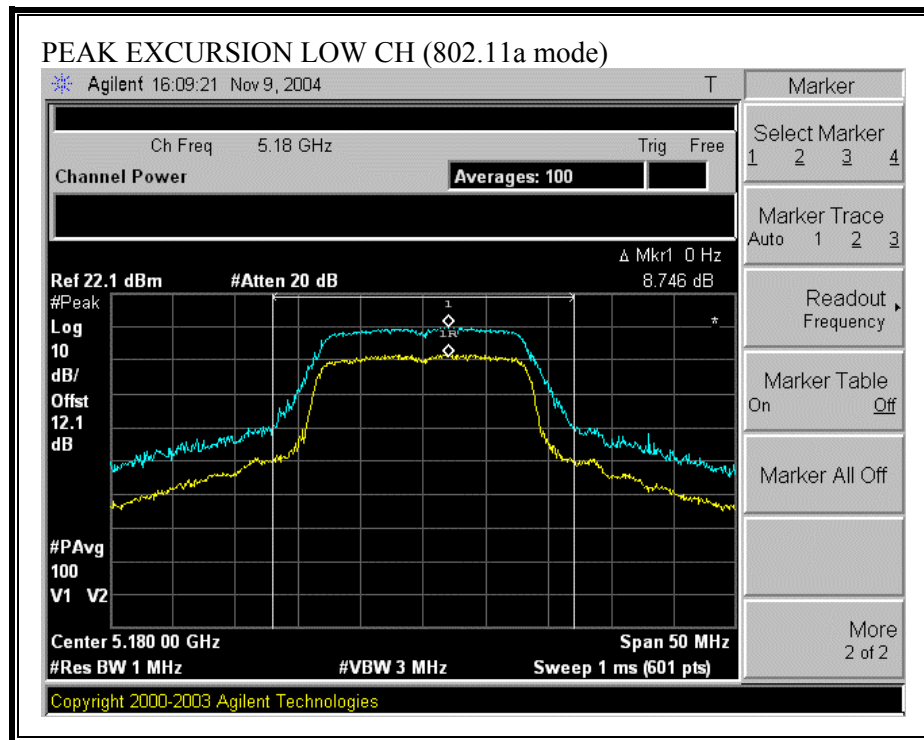 PEAK EXCURSION LOW CH (802.11a mode)
Agilent 16:09:21 Nov 9, 2004 T
Marker
Ch Freq 5.18 GHz Trig Free
Channel Power Averages: 100
Select Marker
1 2 3 4
Marker Trace
Auto 1 2 3
Δ Mkr1 0 Hz
Ref 22.1 dBm #Atten 20 dB 8.746 dB
#Peak
Log
10
dB/
Offst
12.1
dB
1
1R
*
Readout
Frequency
Marker Table
On Off
Marker All Off
#PAvg
100
V1 V2
Center 5.180 00 GHz Span 50 MHz
#Res BW 1 MHz #VBW 3 MHz Sweep 1 ms (601 pts)
More
2 of 2
Copyright 2000-2003 Agilent Technologies